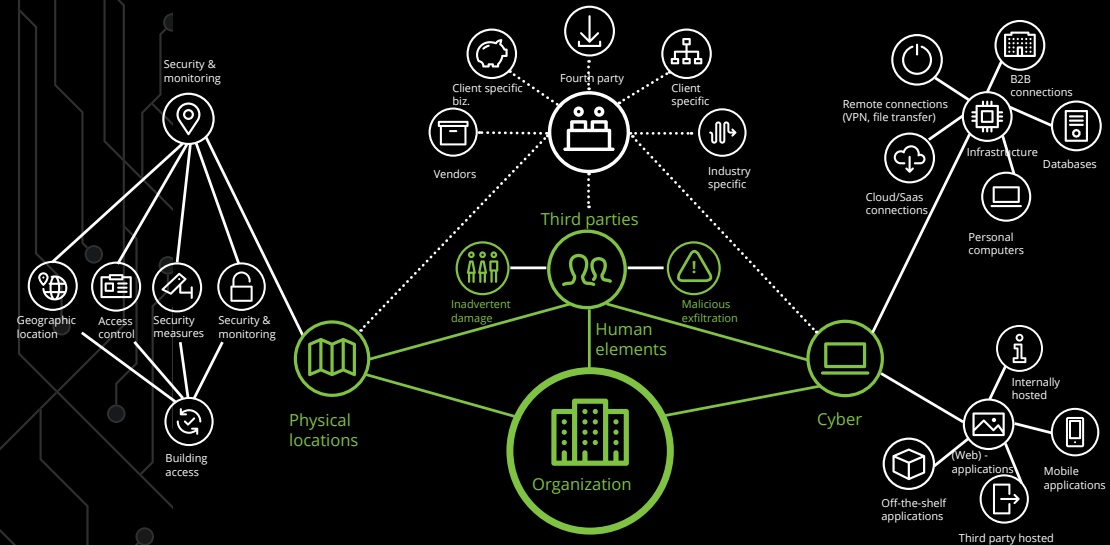 Security &
monitoring
Geographic
location
Access
control
Security
measures
Security &
monitoring
Building
access
Physical
locations
Client specific
biz.
Fourth party
Client
specific
Vendors
Industry
specific
Third parties
Inadvertent
damage
Malicious
exfiltration
Human
elements
Organization
Cyber
Remote connections
(VPN, file transfer)
B2B
connections
Infrastructure
Databases
Cloud/Saas
connections
Personal
computers
Internally
hosted
(Web) -
applications
Mobile
applications
Off-the-shelf
applications
Third party hosted